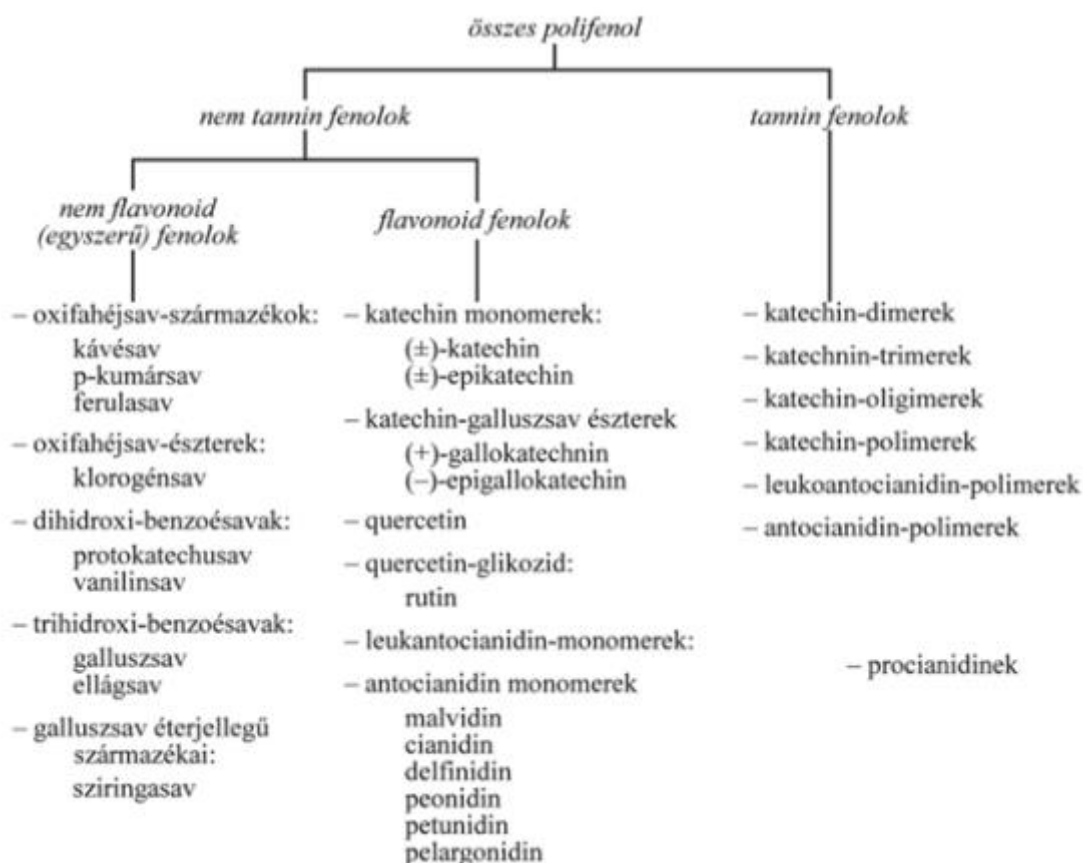 összes polifenol
nem tannin fenolok
tannin fenolok
nem flavonoid
(egyszerű) fenolok
flavonoid fenolok
– oxifahéjsav-származékok:
kávésav
p-kumársav
ferulasav
– oxifahéjsav-észterek:
klorogénsav
– dihidroxi-benzoésavak:
protokatechusav
vanilinsav
– trihidroxi-benzoésavak:
galluszsav
ellágsav
– galluszsav éterjellegű
származékai:
sziringasav
– katechin monomerek:
(±)-katechin
(±)-epikatechin
– katechin-galluszsav észterek
(+)-gallokatechnin
(–)-epigallokatechin
– quercetin
– quercetin-glikozid:
rutin
– leukantocianidin-monomerek:
– antocianidin monomerek
malvidin
cianidin
delfinidin
peonidin
petunidin
pelargonidin
– katechin-dimerek
– katechnin-trimerek
– katechin-oligimerek
– katechin-polimerek
– leukoantocianidin-polimerek
– antocianidin-polimerek
– procianidinek